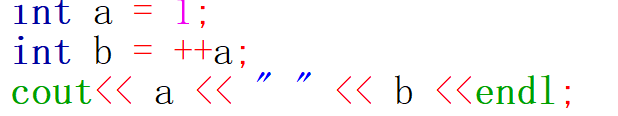 int a = 1;
int b = ++a;
cout<< a << " " << b <<endl;